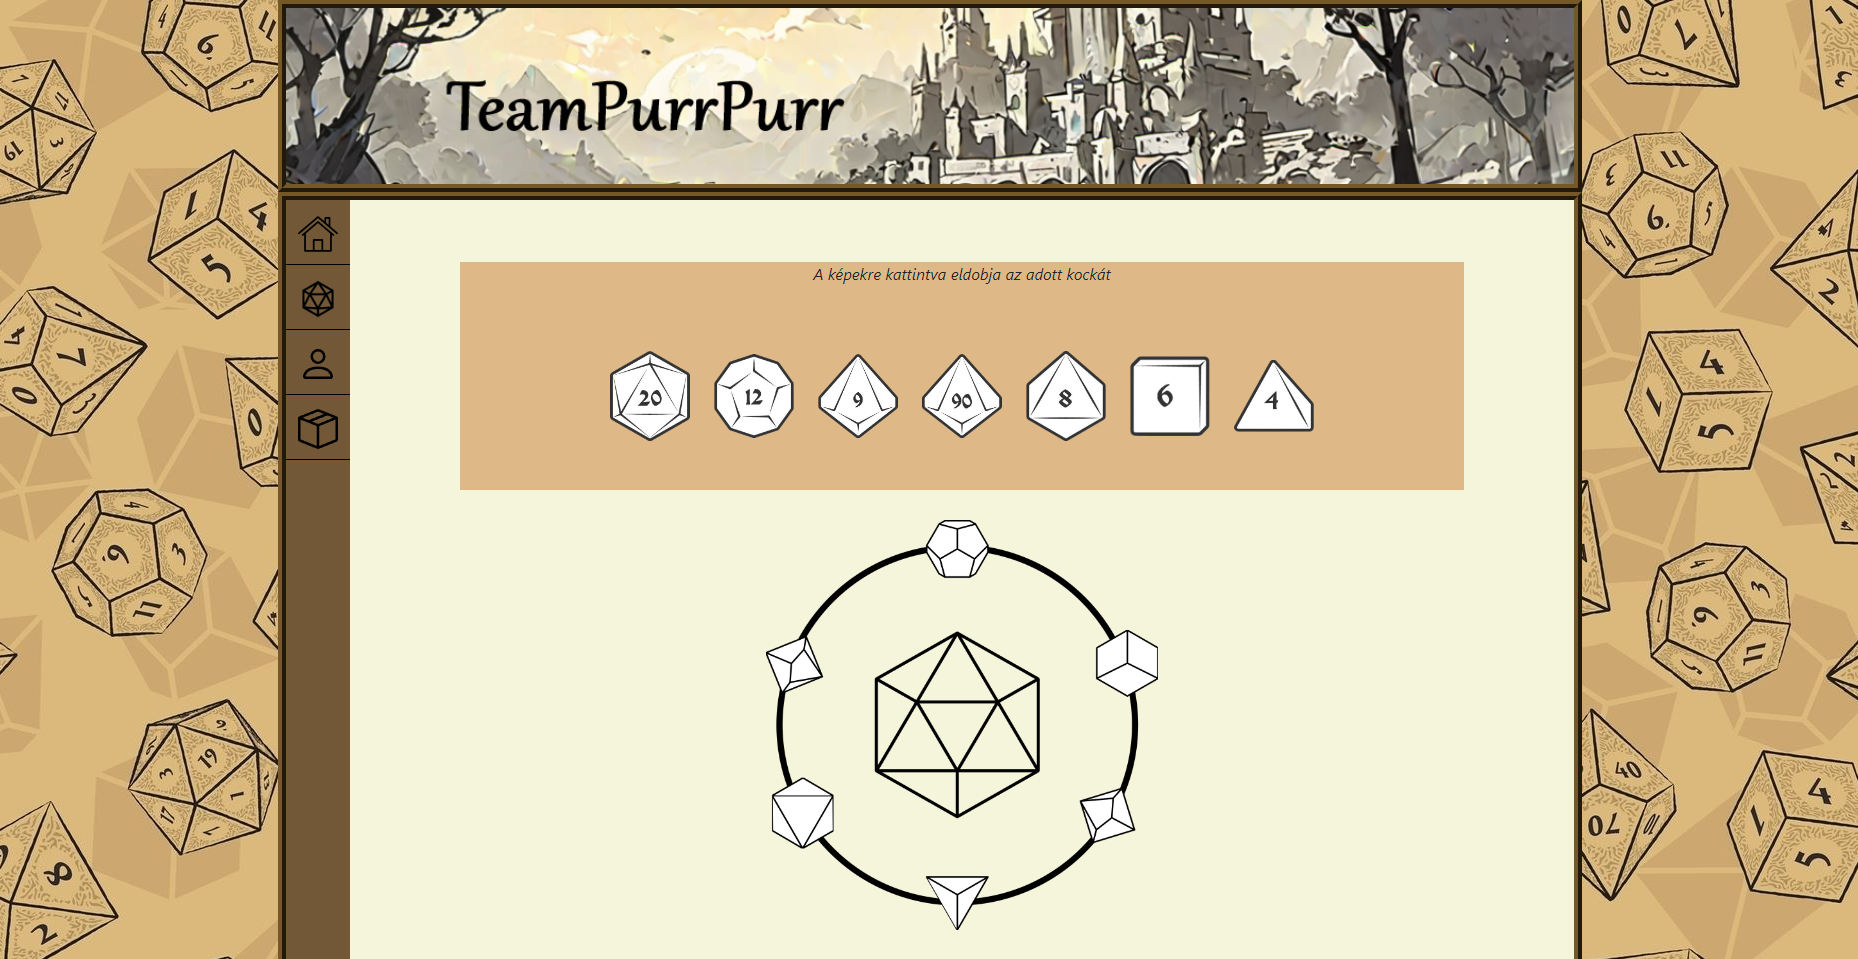 TeamPurrPurr
A képekre kattintva eldobja az adott kockát
20 12 9 90 8 6 4